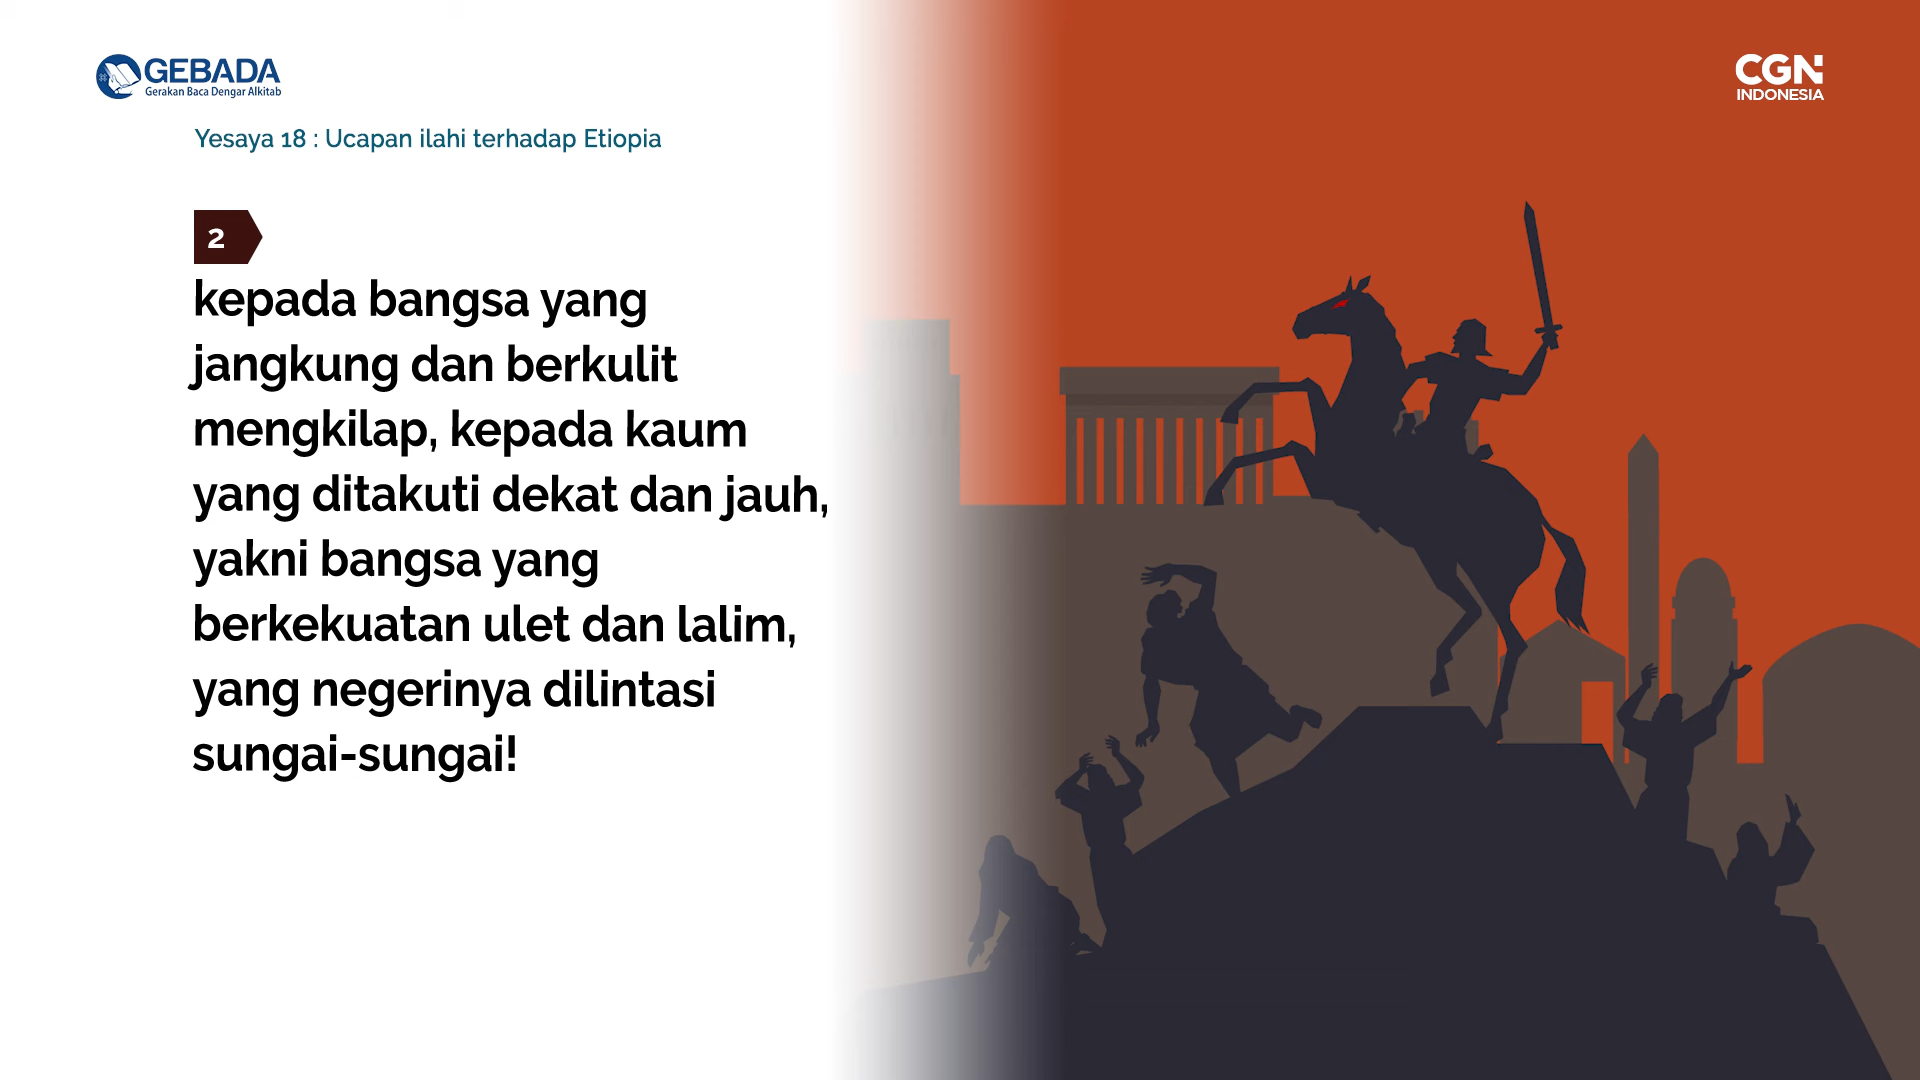 GEBADA
Gerakan Baca Dengar Alkitab
CGN
INDONESIA
Yesaya 18 : Ucapan ilahi terhadap Etiopia
2
kepada bangsa yang
jangkung dan berkulit
mengkilap, kepada kaum
yang ditakuti dekat dan jauh,
yakni bangsa yang
berkekuatan ulet dan lalim,
yang negerinya dilintasi
sungai-sungai!